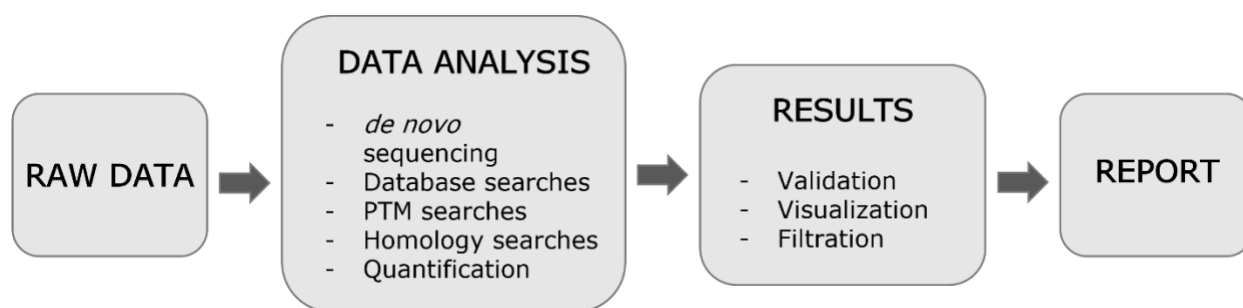 RAW DATA
DATA ANALYSIS
- de novo
sequencing
- Database searches
- PTM searches
- Homology searches
- Quantification
RESULTS
- Validation
- Visualization
- Filtration
REPORT